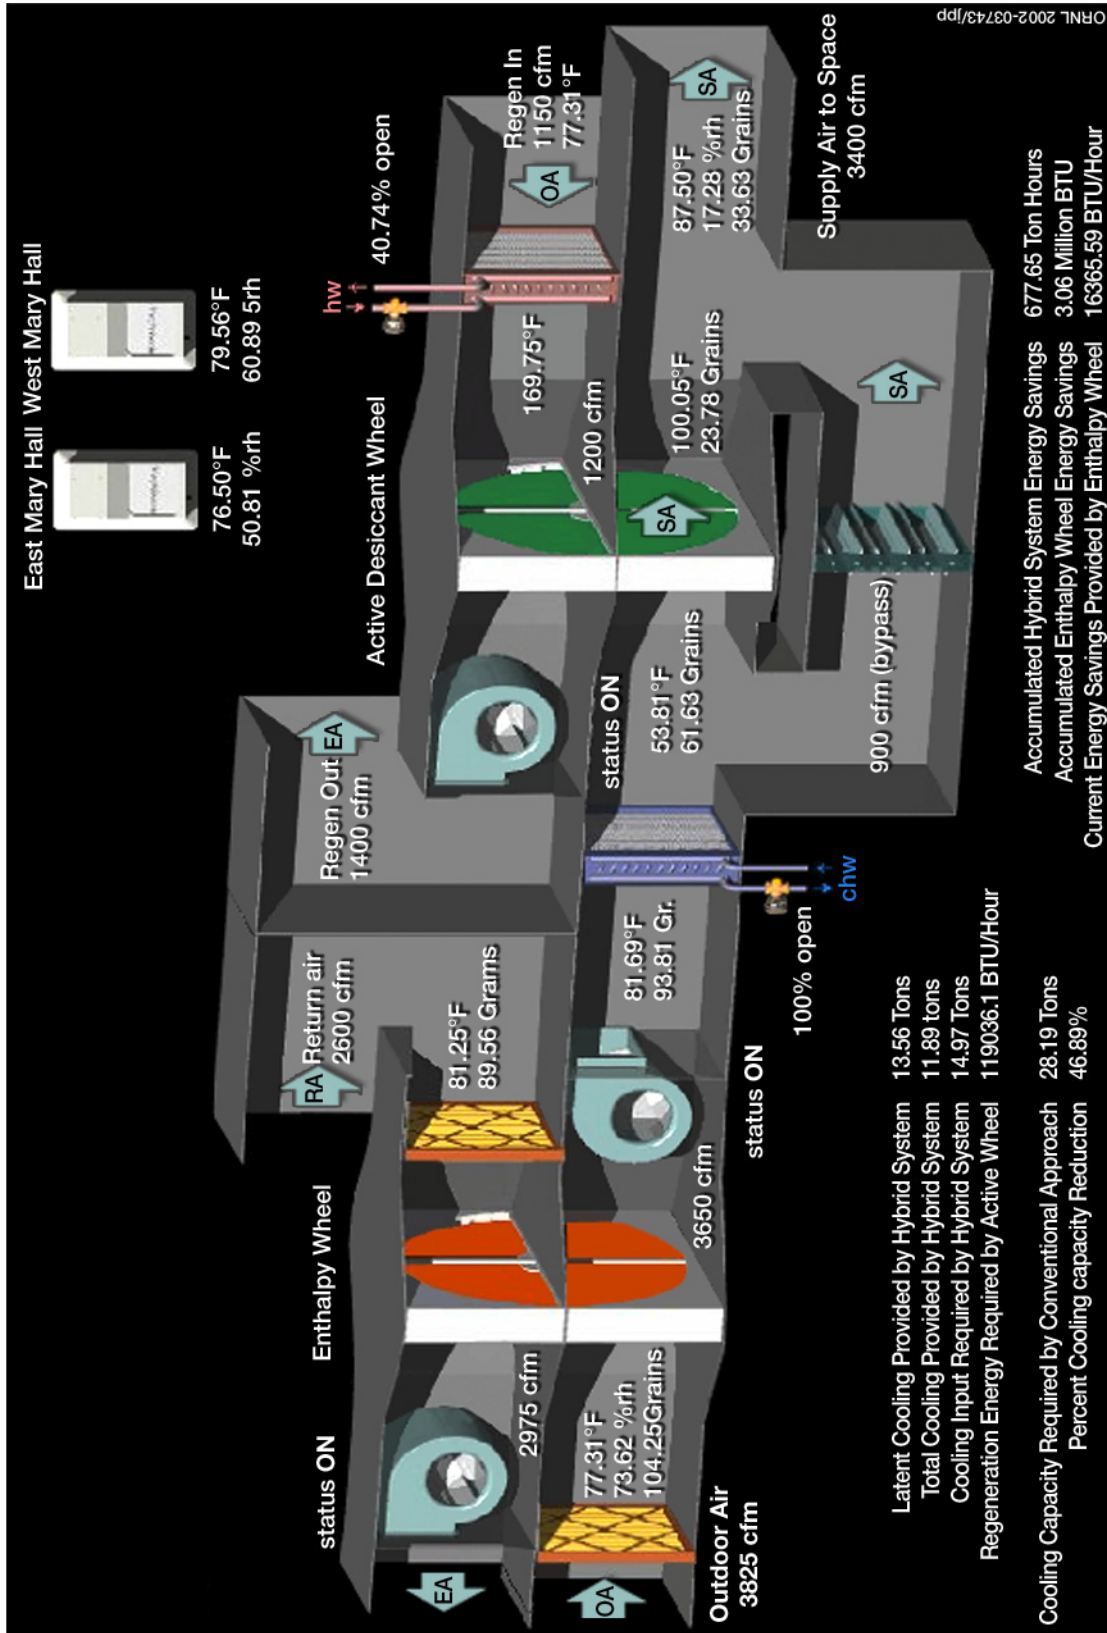 East Mary Hall West Mary Hall
76.50°F 79.56°F
50.81 %rh 60.89 5rh
status ON
Enthalpy Wheel
RA
Return air
2600 cfm
Regen Out
1400 cfm
EA
Active Desiccant Wheel
hw
40.74% open
EA
2975 cfm
81.25°F
89.56 Grams
169.75°F
1200 cfm
OA
Regen In
1150 cfm
77.31°F
OA
77.31°F
73.62 %rh
104.25Grains
Outdoor Air
3825 cfm
3650 cfm
status ON
81.69°F
93.81 Gr.
100% open
chw
status ON
53.81°F
61.63 Grains
SA
100.05°F
23.78 Grains
87.50°F
17.28 %rh
33.63 Grains
SA
Supply Air to Space
3400 cfm
900 cfm (bypass)
SA
Latent Cooling Provided by Hybrid System 13.56 Tons
Total Cooling Provided by Hybrid System 11.89 tons
Cooling Input Required by Hybrid System 14.97 Tons
Regeneration Energy Required by Active Wheel 119036.1 BTU/Hour
Cooling Capacity Required by Conventional Approach 28.19 Tons
Percent Cooling capacity Reduction 46.89%
Accumulated Hybrid System Energy Savings 677.65 Ton Hours
Accumulated Enthalpy Wheel Energy Savings 3.06 Million BTU
Current Energy Savings Provided by Enthalpy Wheel 16365.59 BTU/Hour
ORNL 2002-03743/jpp